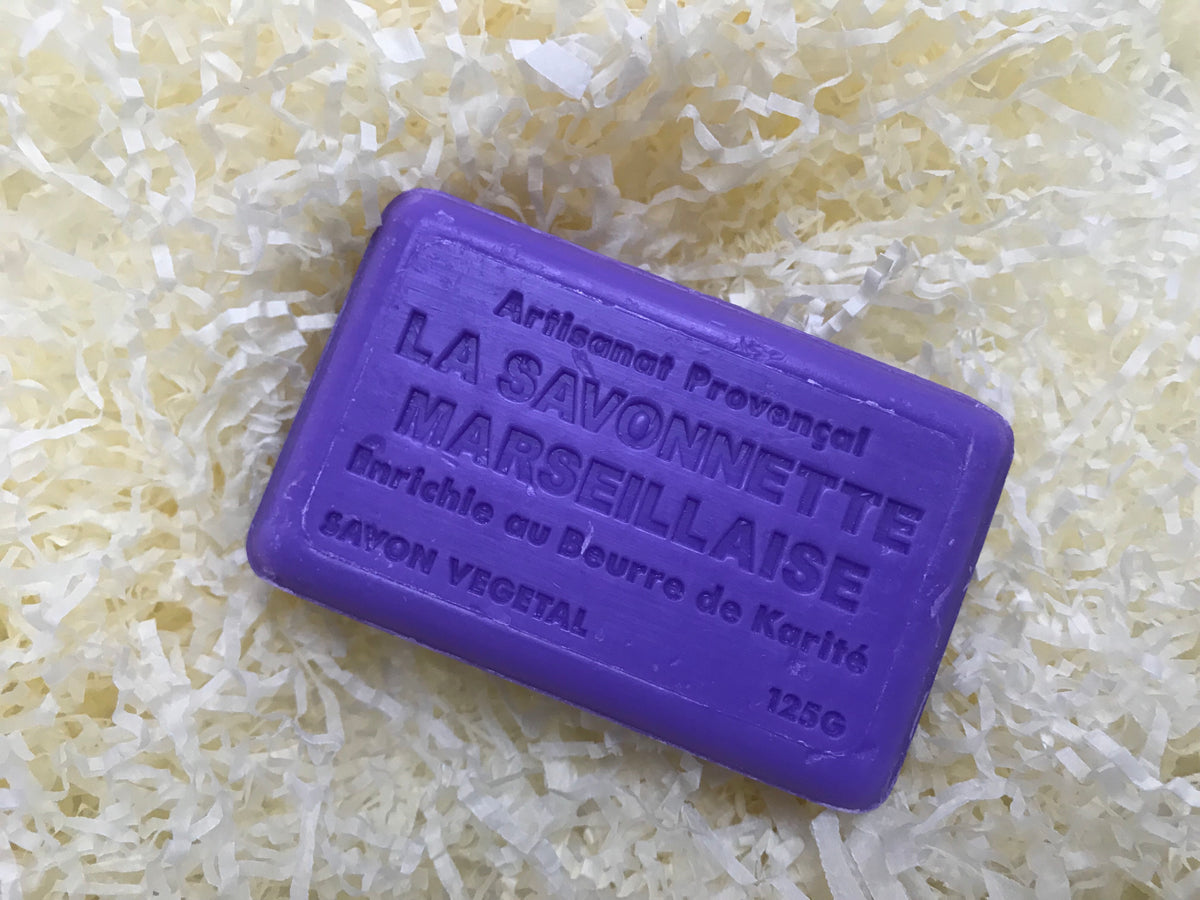 Artisanat Provençal
LA SAVONNETTE
MARSEILLAISE
Enrichie au Beurre de Karité
SAVON VEGETAL
125G